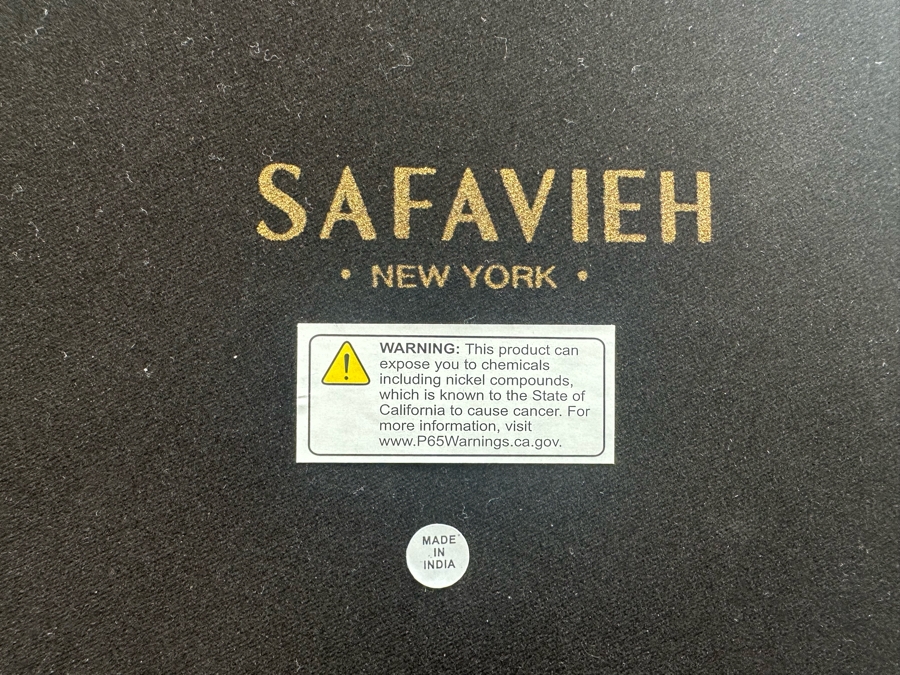 SAFAVIEH
• NEW YORK •
WARNING: This product can
expose you to chemicals
including nickel compounds,
which is known to the State of
California to cause cancer. For
more information, visit
www.P65Warnings.ca.gov.
MADE
IN
INDIA